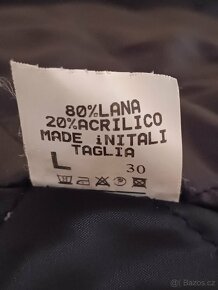 80%LANA
20%ACRILICO
MADE iNITALI
TAGLIA
L 30
Bazos.cz